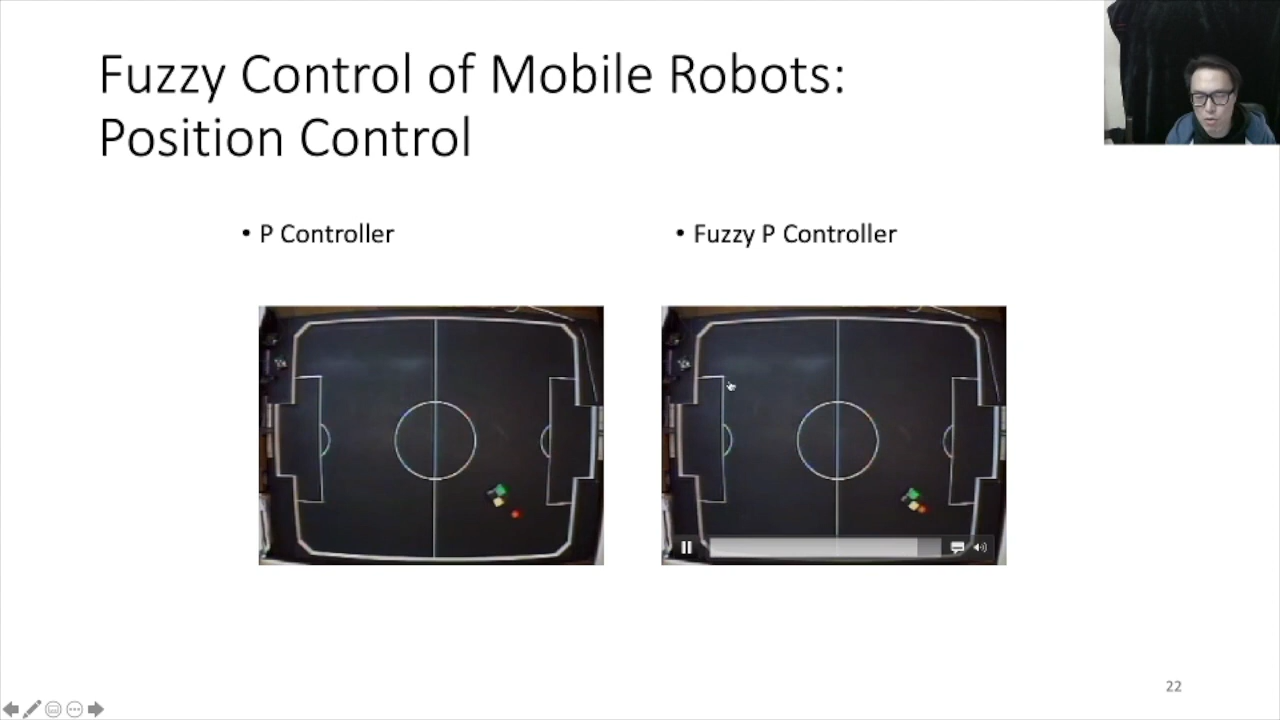 Fuzzy Control of Mobile Robots:
Position Control
• P Controller
• Fuzzy P Controller
22